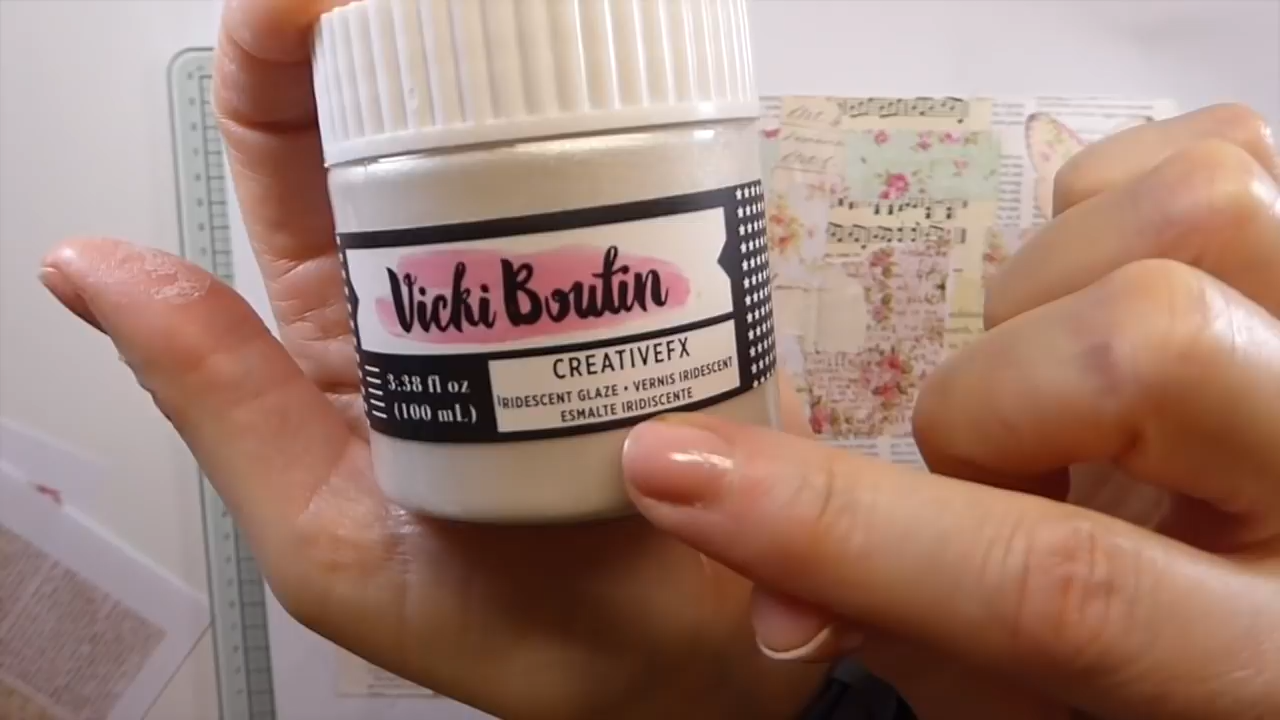 Vicki Boutin
CREATIVEFX
IRIDESCENT GLAZE • VERNIS IRIDESCENT
ESMALTE IRIDISCENTE
3.38 fl oz
(100 mL)